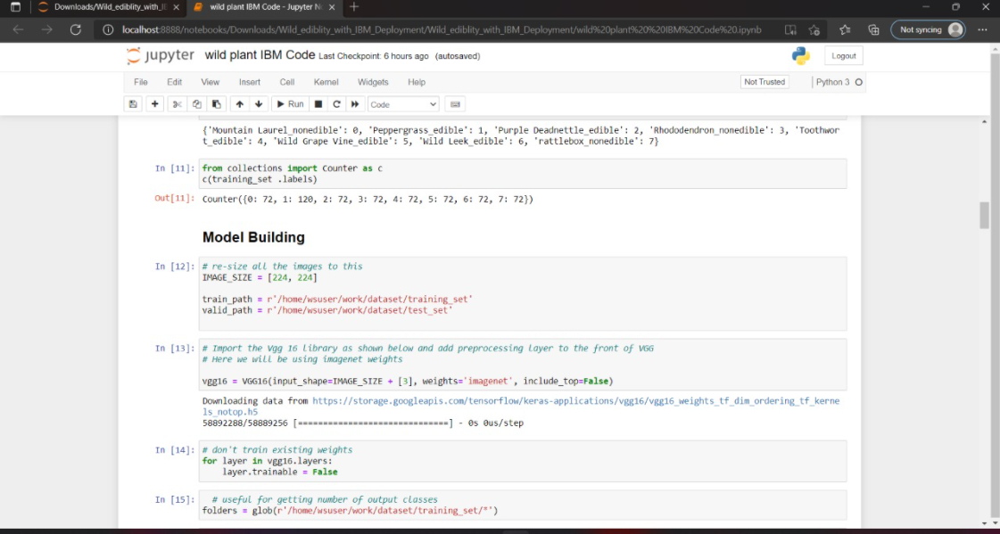 Downloads/Wild_ediblity_with_I
wild plant IBM Code - Jupyter N
localhost:8888/notebooks/Downloads/Wild_ediblity_with_IBM_Deployment/Wild_ediblity_with_IBM_Deployment/wild%20plant%20%20IBM%20Code%20.ipynb
Not syncing
jupyter wild plant IBM Code Last Checkpoint: 6 hours ago (autosaved)
Logout
File Edit View Insert Cell Kernel Widgets Help
Not Trusted
Python 3
Run
Code
{'Mountain Laurel_nonedible': 0, 'Peppergrass_edible': 1, 'Purple Deadnettle_edible': 2, 'Rhododendron_nonedible': 3, 'Toothwor
t_edible': 4, 'Wild Grape Vine_edible': 5, 'Wild Leek_edible': 6, 'rattlebox_nonedible': 7}
In [11]: from collections import Counter as c
c(training_set .labels)
Out[11]: Counter({0: 72, 1: 120, 2: 72, 3: 72, 4: 72, 5: 72, 6: 72, 7: 72})
Model Building
In [12]: # re-size all the images to this
IMAGE_SIZE = [224, 224]
train_path = r'/home/wsuser/work/dataset/training_set'
valid_path = r'/home/wsuser/work/dataset/test_set'
In [13]: # Import the Vgg 16 library as shown below and add preprocessing layer to the front of VGG
# Here we will be using imagenet weights
vgg16 = VGG16(input_shape=IMAGE_SIZE + [3], weights='imagenet', include_top=False)
Downloading data from https://storage.googleapis.com/tensorflow/keras-applications/vgg16/vgg16_weights_tf_dim_ordering_tf_kerne
ls_notop.h5
58892288/58889256 [==============================] - 0s 0us/step
In [14]: # don't train existing weights
for layer in vgg16.layers:
layer.trainable = False
In [15]: # useful for getting number of output classes
folders = glob(r'/home/wsuser/work/dataset/training_set/*')